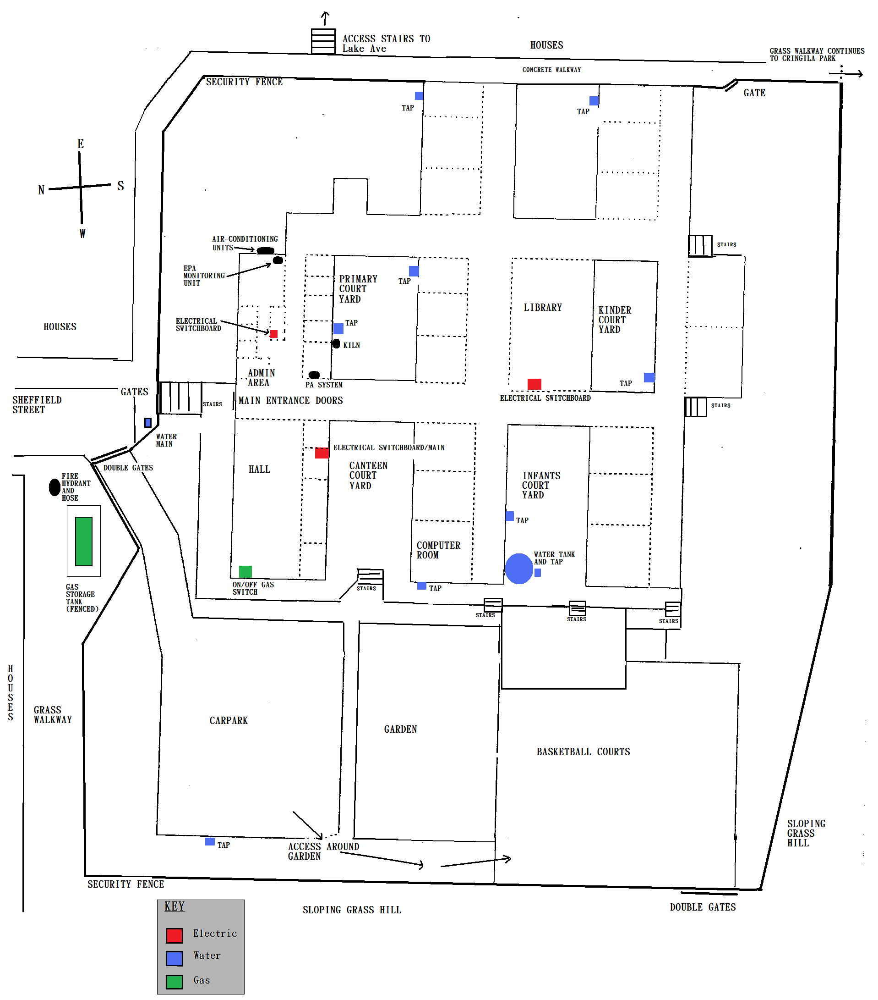 ACCESS STAIRS TO
Lake Ave
HOUSES
GRASS WALKWAY CONTINUES
TO CRINGILA PARK
CONCRETE WALKWAY
SECURITY FENCE
GATE
TAP
TAP
E
N
S
W
AIR-CONDITIONING
UNITS
STAIRS
EPA
MONITORING
UNIT
PRIMARY
COURT
YARD
TAP
LIBRARY
KINDER
COURT
YARD
ELECTRICAL
SWITCHBOARD
TAP
KILN
HOUSES
ADMIN
AREA
PA SYSTEM
TAP
ELECTRICAL SWITCHBOARD
GATES
SHEFFIELD
STREET
STAIRS
MAIN ENTRANCE DOORS
STAIRS
WATER
MAIN
ELECTRICAL SWITCHBOARD/MAIN
DOUBLE GATES
HALL
CANTEEN
COURT
YARD
INFANTS
COURT
YARD
FIRE
HYDRANT
AND
HOSE
TAP
COMPUTER
ROOM
WATER TANK
AND TAP
GAS
STORAGE
TANK
(FENCED)
ON/OFF GAS
SWITCH
STAIRS
TAP
STAIRS
STAIRS
STAIRS
HOUSES
GRASS
WALKWAY
CARPARK
GARDEN
BASKETBALL COURTS
SLOPING
GRASS
HILL
TAP
ACCESS AROUND
GARDEN
SECURITY FENCE
SLOPING GRASS HILL
DOUBLE GATES
KEY
Electric
Water
Gas